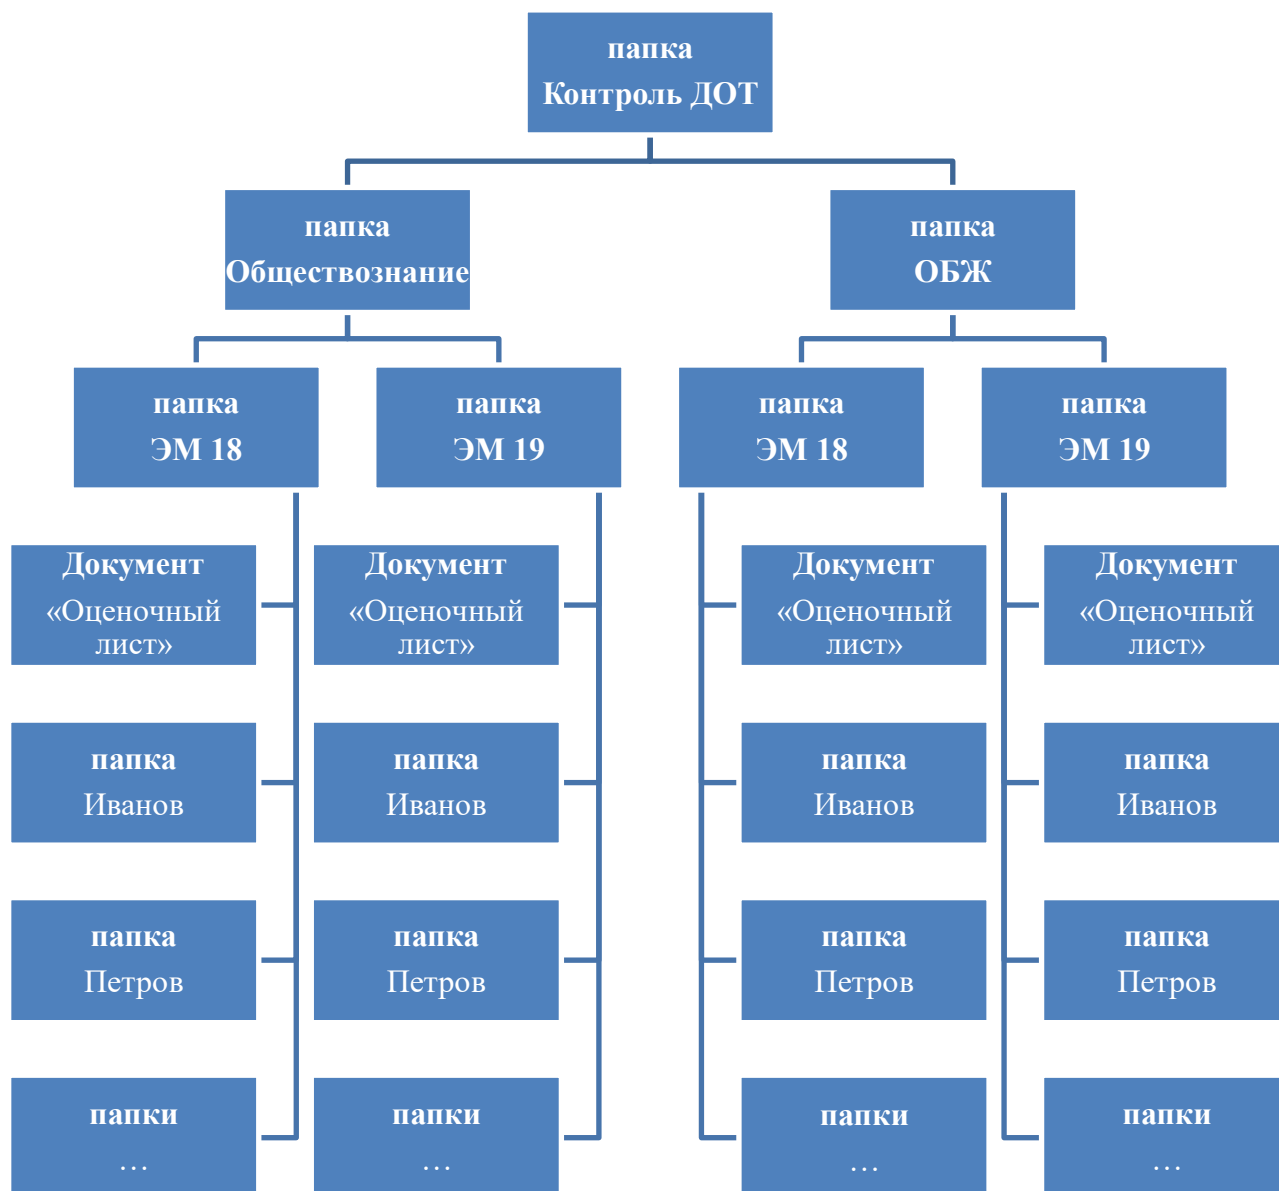 папка
Контроль ДОТ
папка
Обществознание
папка
ОБЖ
папка
ЭМ 18
папка
ЭМ 19
папка
ЭМ 18
папка
ЭМ 19
Документ
«Оценочный
лист»
Документ
«Оценочный
лист»
Документ
«Оценочный
лист»
Документ
«Оценочный
лист»
папка
Иванов
папка
Иванов
папка
Иванов
папка
Иванов
папка
Петров
папка
Петров
папка
Петров
папка
Петров
папки
…
папки
…
папки
…
папки
…